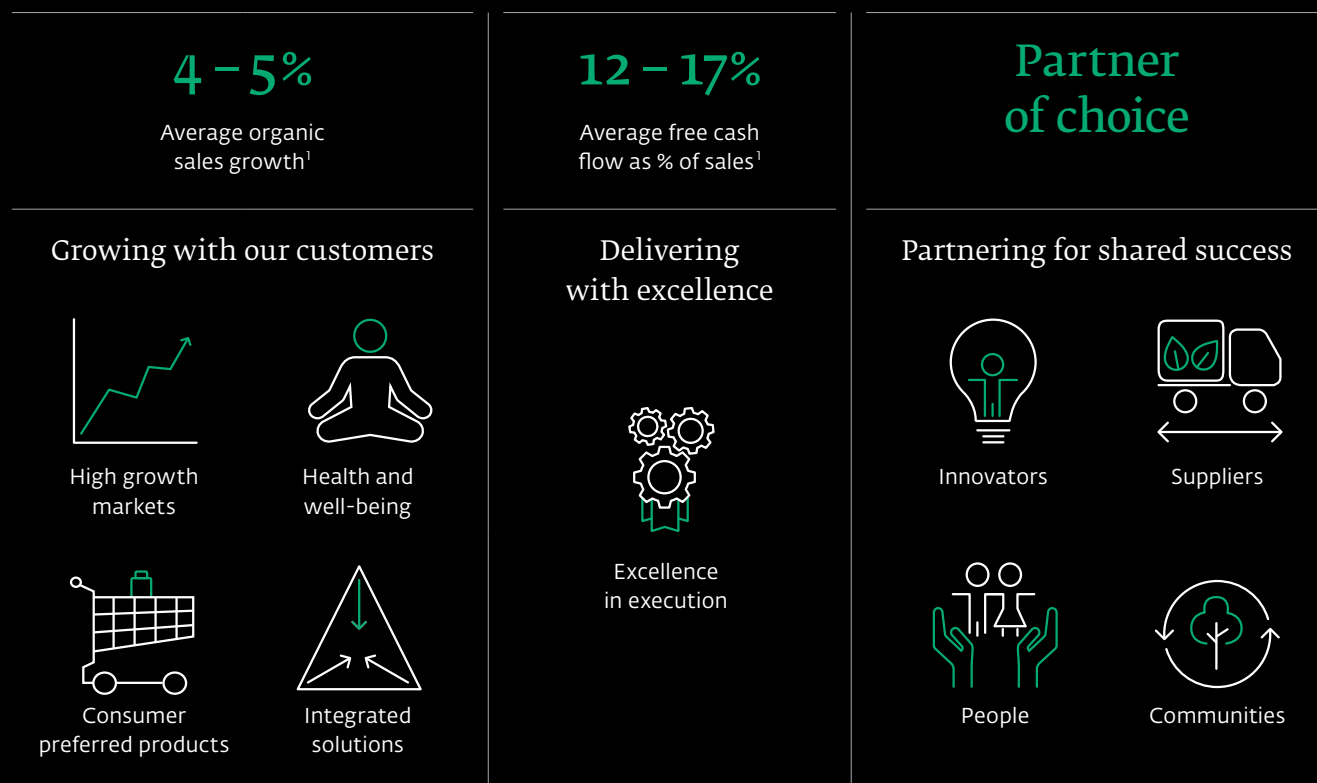 4 – 5%
Average organic
sales growth¹
12 – 17%
Average free cash
flow as % of sales¹
Partner
of choice
Growing with our customers
High growth
markets
Health and
well-being
Consumer
preferred products
Integrated
solutions
Delivering
with excellence
Excellence
in execution
Partnering for shared success
Innovators
Suppliers
People
Communities